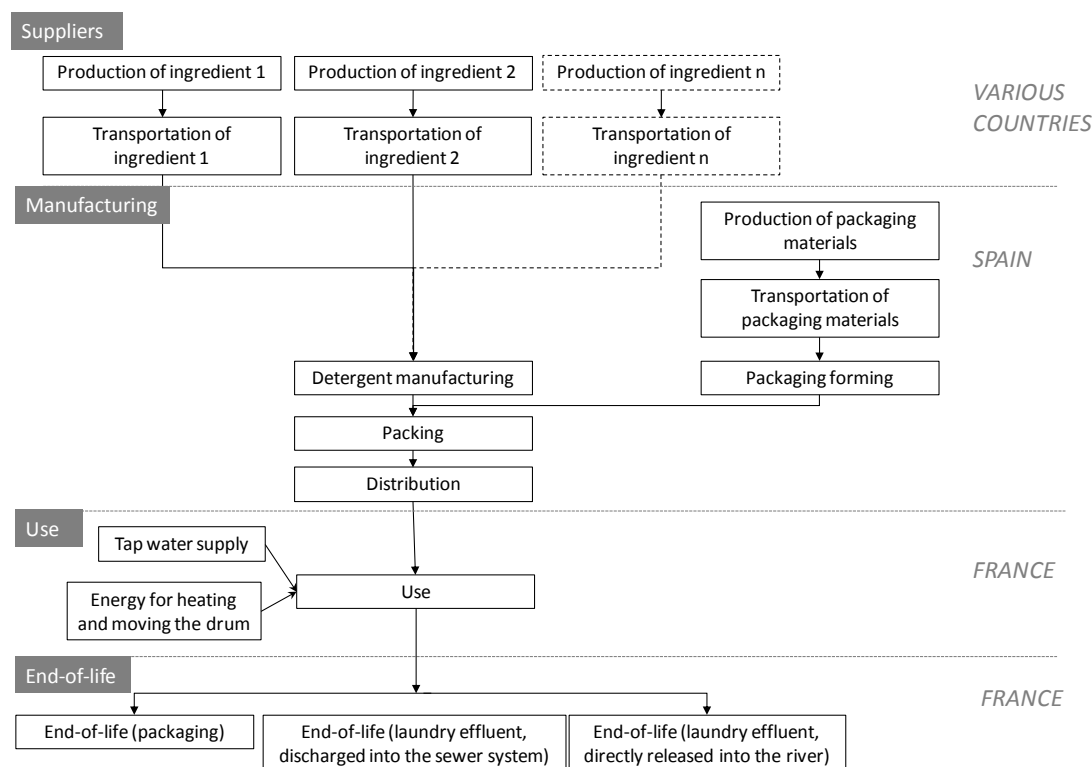 Suppliers
Production of ingredient 1
Production of ingredient 2
Production of ingredient n
VARIOUS
COUNTRIES
Transportation of
ingredient 1
Transportation of
ingredient 2
Transportation of
ingredient n
Manufacturing
Production of packaging
materials
SPAIN
Transportation of
packaging materials
Detergent manufacturing
Packaging forming
Packing
Distribution
Use
Tap water supply
FRANCE
Use
Energy for heating
and moving the drum
End-of-life
FRANCE
End-of-life (packaging)
End-of-life (laundry effluent,
discharged into the sewer system)
End-of-life (laundry effluent,
directly released into the river)